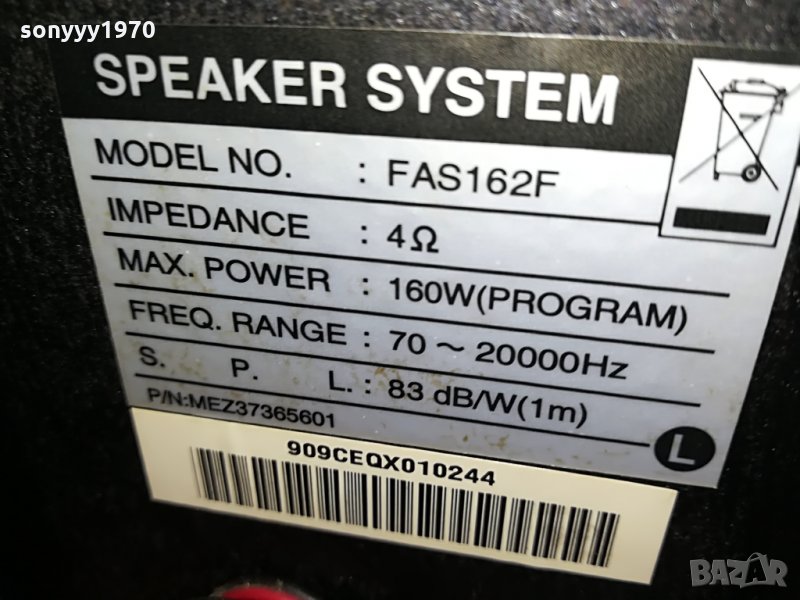 sonyyy1970
SPEAKER SYSTEM
MODEL NO. : FAS162F
IMPEDANCE : 4Ω
MAX. POWER : 160W(PROGRAM)
FREQ. RANGE : 70 ~ 20000Hz
S. P. L. : 83 dB/W(1m)
P/N:MEZ37365601
L
909CEQX010244
BAZAR